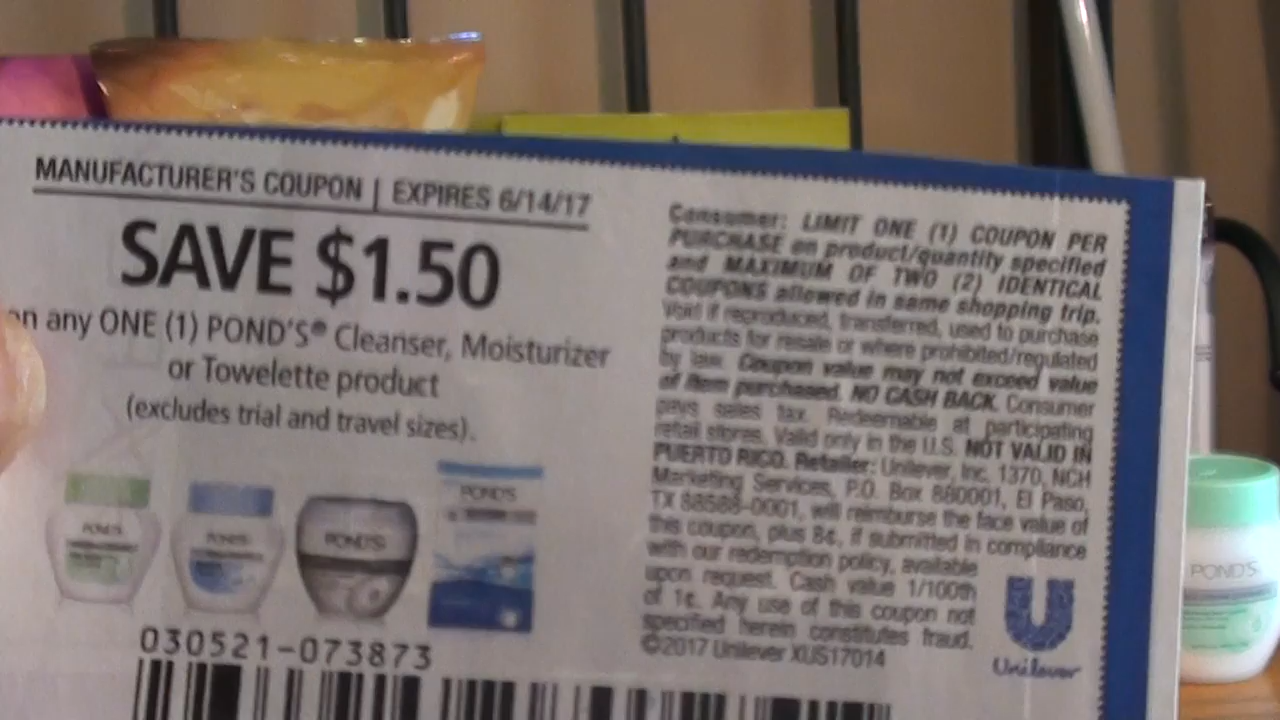 MANUFACTURER'S COUPON | EXPIRES 6/14/17
SAVE $1.50
on any ONE (1) POND'S® Cleanser, Moisturizer
or Towelette product
(excludes trial and travel sizes).
POND'S
POND'S
POND'S
POND'S
030521-073873
Consumer: LIMIT ONE (1) COUPON PER
PURCHASE on product/quantity specified
and MAXIMUM OF TWO (2) IDENTICAL
COUPONS allowed in same shopping trip.
Void if reproduced, transferred, used to purchase
products for resale or where prohibited/regulated
by law. Coupon value may not exceed value
of item purchased. NO CASH BACK. Consumer
pays sales tax. Redeemable at participating
retail stores. Valid only in the U.S. NOT VALID IN
PUERTO RICO. Retailer: Unilever, Inc. 1370, NCH
Marketing Services, P.O. Box 880001, El Paso,
TX 88588-0001, will reimburse the face value of
this coupon, plus 8¢, if submitted in compliance
with our redemption policy, available
upon request. Cash value 1/100th
of 1¢. Any use of this coupon not
specified herein constitutes fraud.
©2017 Unilever XUS17014
Unilever
POND'S